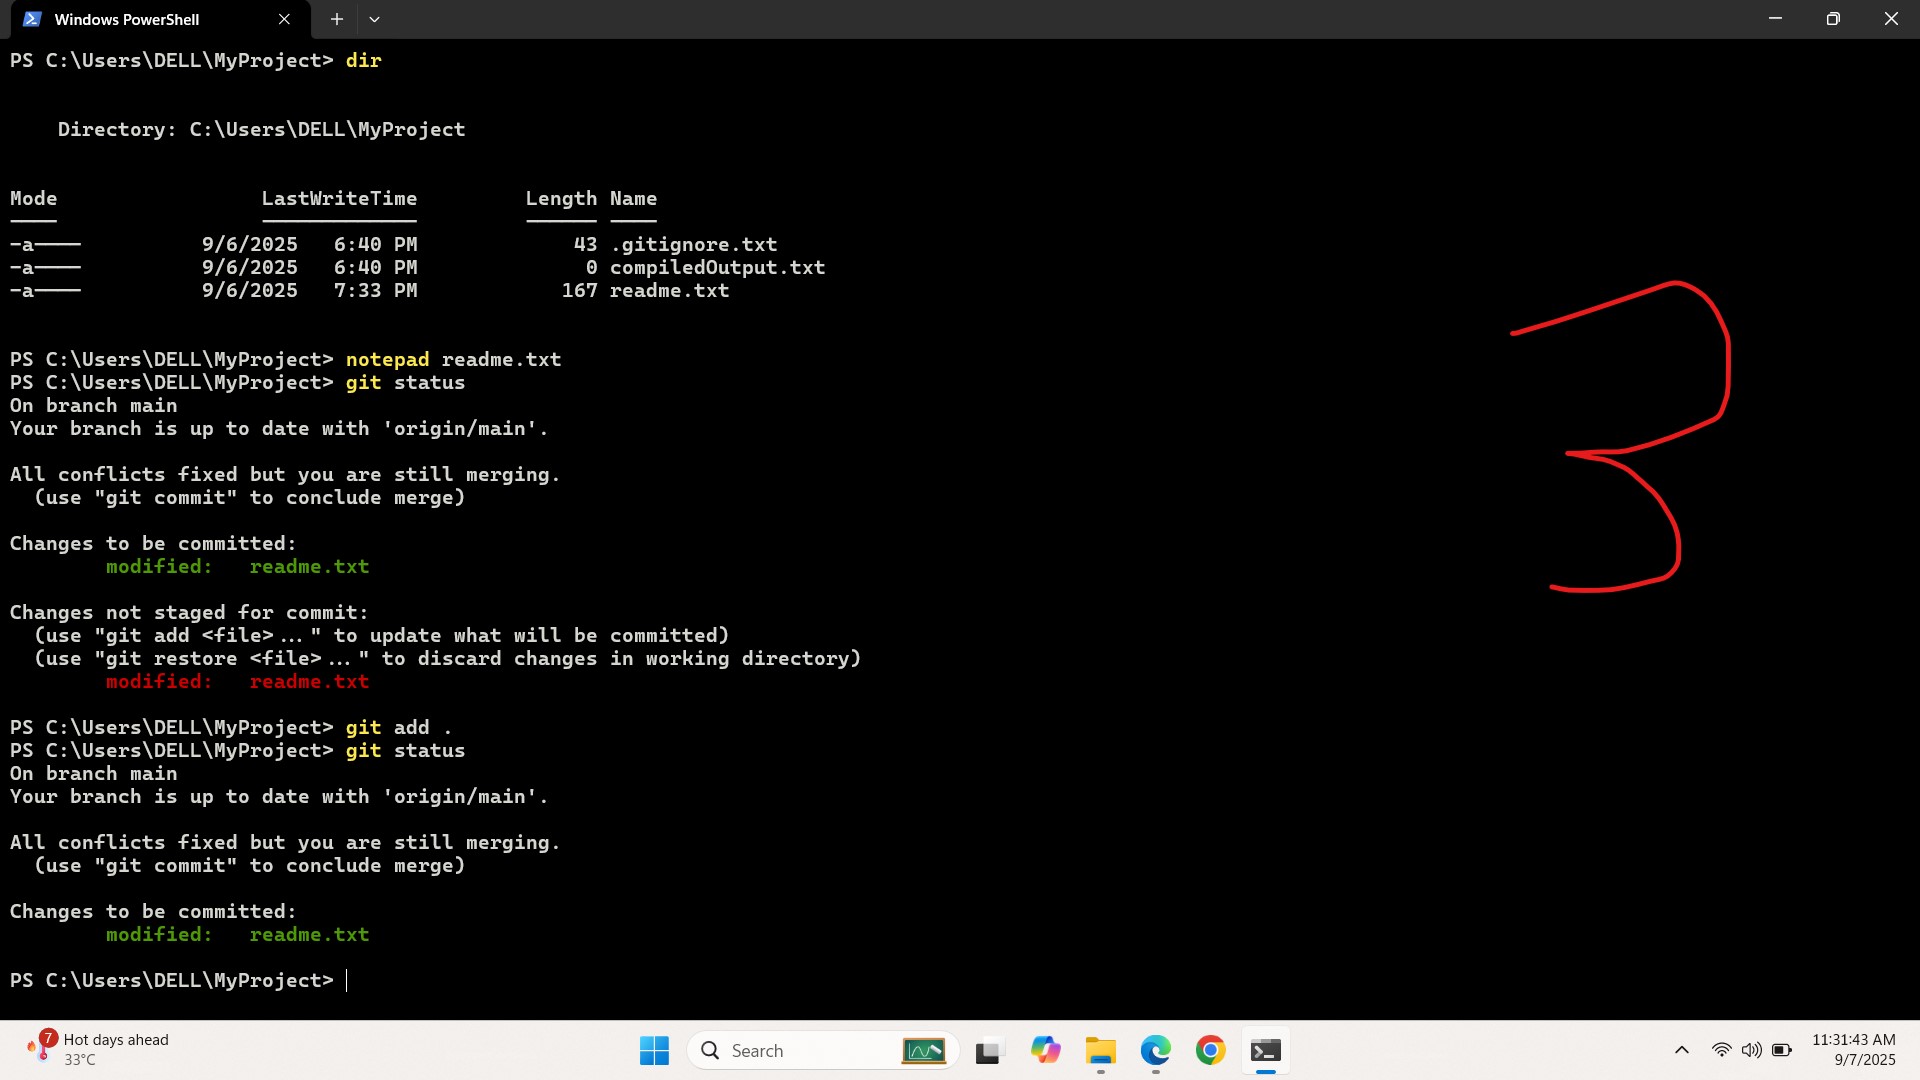 Windows PowerShell
PS C:\Users\DELL\MyProject> dir
Directory: C:\Users\DELL\MyProject
Mode LastWriteTime Length Name
---- ------------- ------ ----
-a---- 9/6/2025 6:40 PM 43 .gitignore.txt
-a---- 9/6/2025 6:40 PM 0 compiledOutput.txt
-a---- 9/6/2025 7:33 PM 167 readme.txt
3
PS C:\Users\DELL\MyProject> notepad readme.txt
PS C:\Users\DELL\MyProject> git status
On branch main
Your branch is up to date with 'origin/main'.
All conflicts fixed but you are still merging.
(use "git commit" to conclude merge)
Changes to be committed:
modified: readme.txt
Changes not staged for commit:
(use "git add <file>..." to update what will be committed)
(use "git restore <file>..." to discard changes in working directory)
modified: readme.txt
PS C:\Users\DELL\MyProject> git add .
PS C:\Users\DELL\MyProject> git status
On branch main
Your branch is up to date with 'origin/main'.
All conflicts fixed but you are still merging.
(use "git commit" to conclude merge)
Changes to be committed:
modified: readme.txt
PS C:\Users\DELL\MyProject>
7
Hot days ahead
33°C
Search
11:31:43 AM
9/7/2025